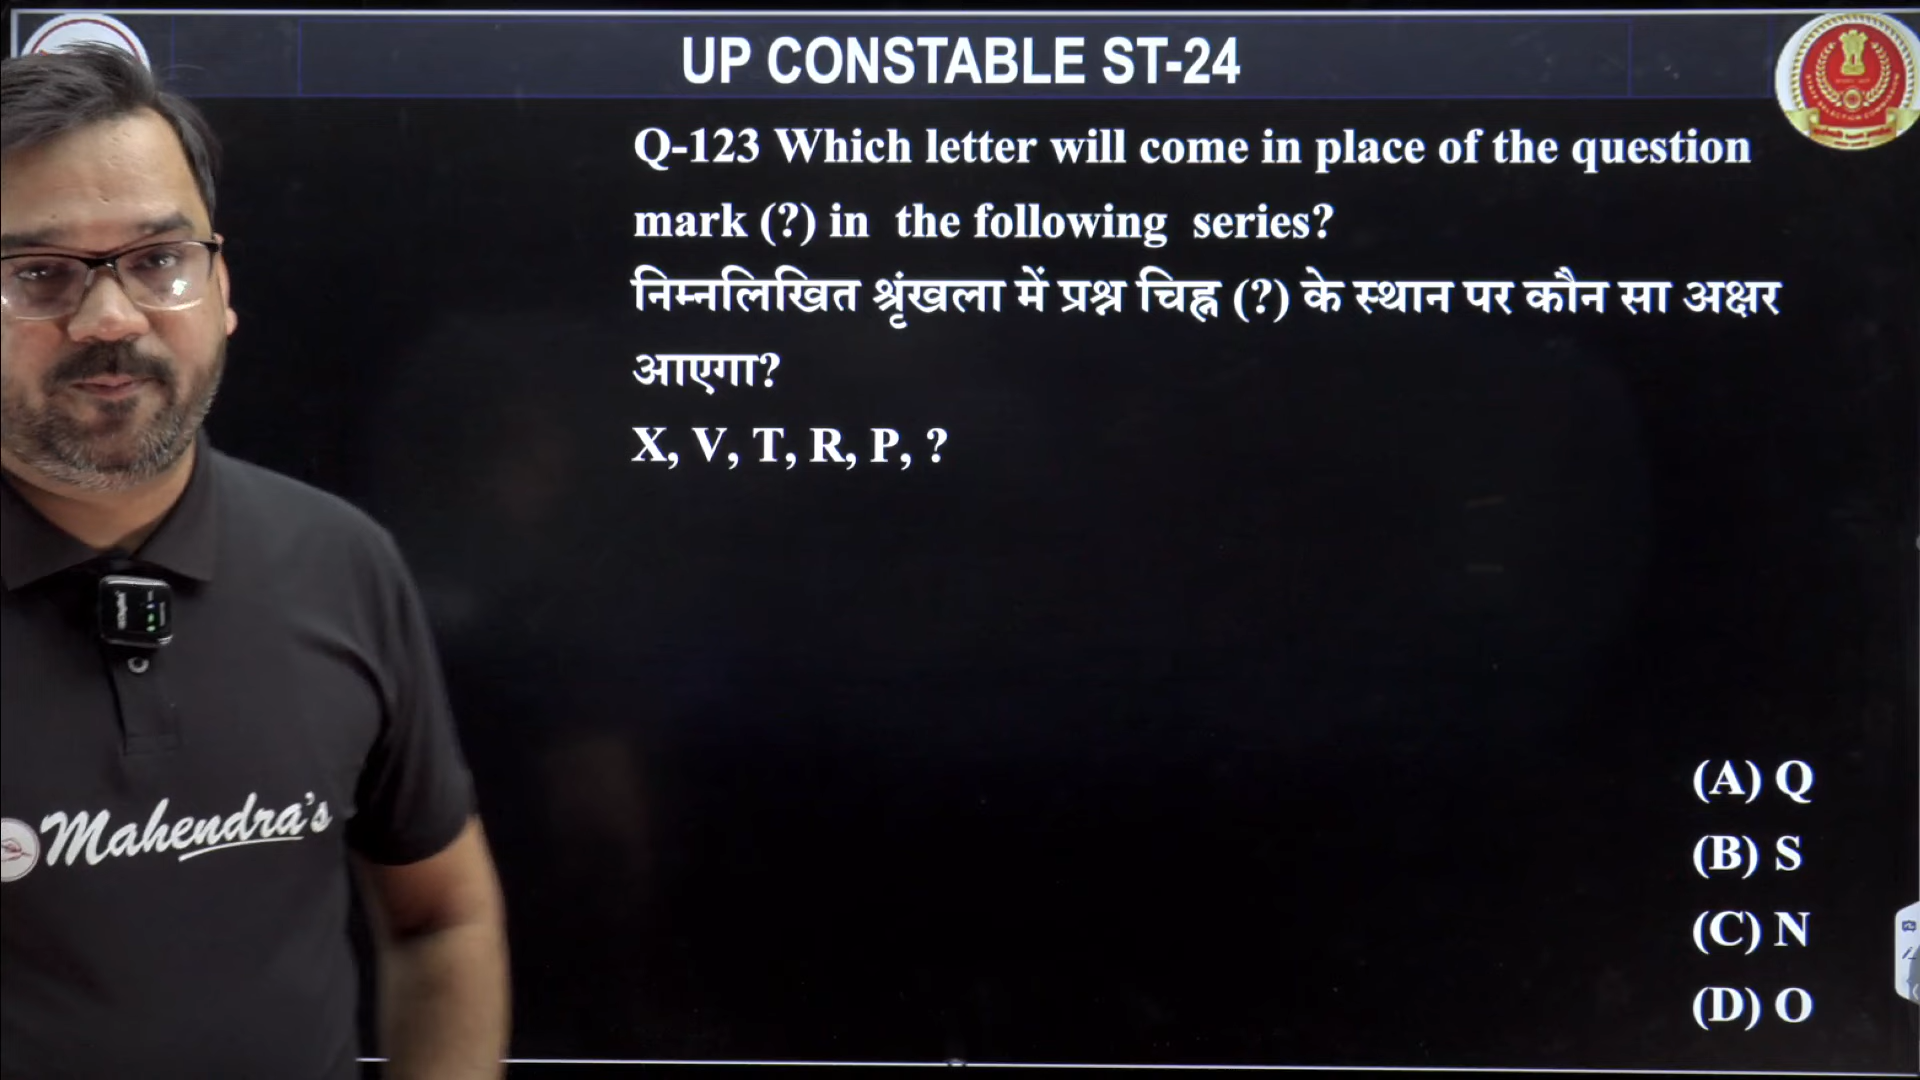 UP CONSTABLE ST-24
Q-123 Which letter will come in place of the question
mark (?) in the following series?
निम्नलिखित श्रृंखला में प्रश्न चिह्न (?) के स्थान पर कौन सा अक्षर
आएगा?
X, V, T, R, P, ?
(A) Q
(B) S
(C) N
(D) O
Mahendra's